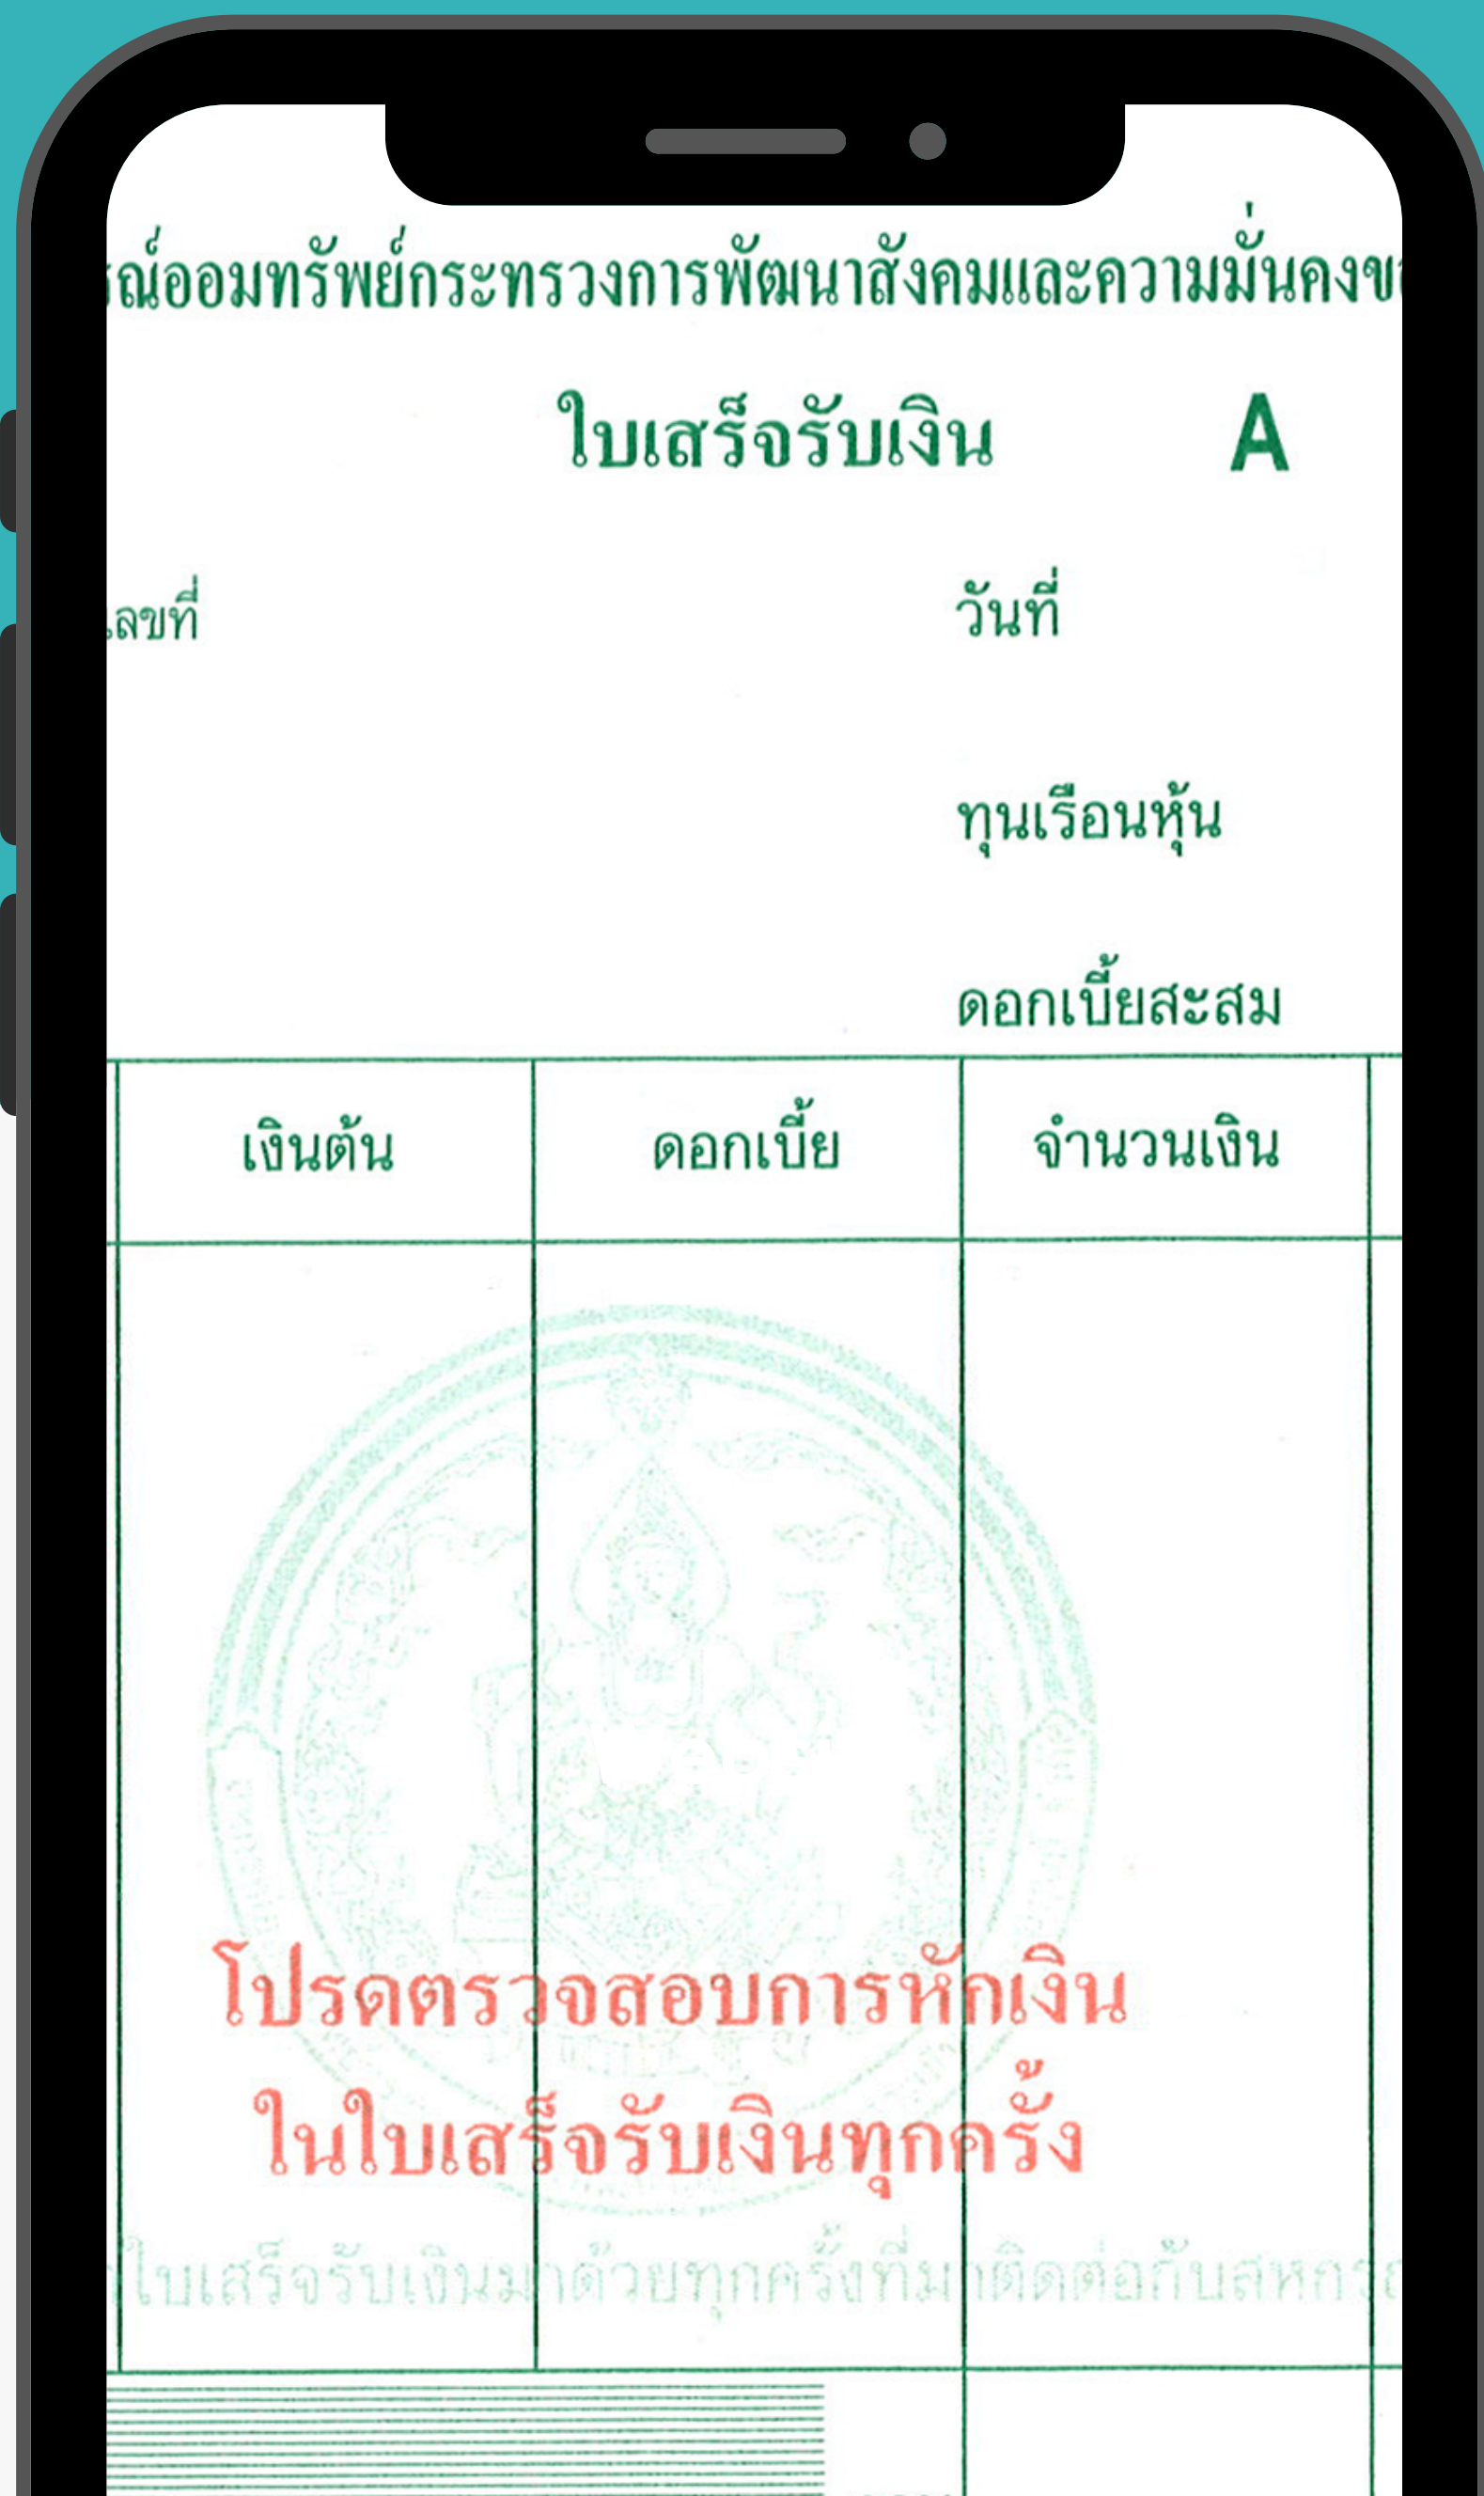 รณ์ออมทรัพย์กระทรวงการพัฒนาสังคมและความมั่นคงขอ
ใบเสร็จรับเงิน A
เลขที่ วันที่
ทุนเรือนหุ้น
ดอกเบี้ยสะสม
เงินต้น ดอกเบี้ย จำนวนเงิน
โปรดตรวจสอบการหักเงิน
ในใบเสร็จรับเงินทุกครั้ง
ใบเสร็จรับเงินมาด้วยทุกครั้งที่มาติดต่อกับสหกรณ